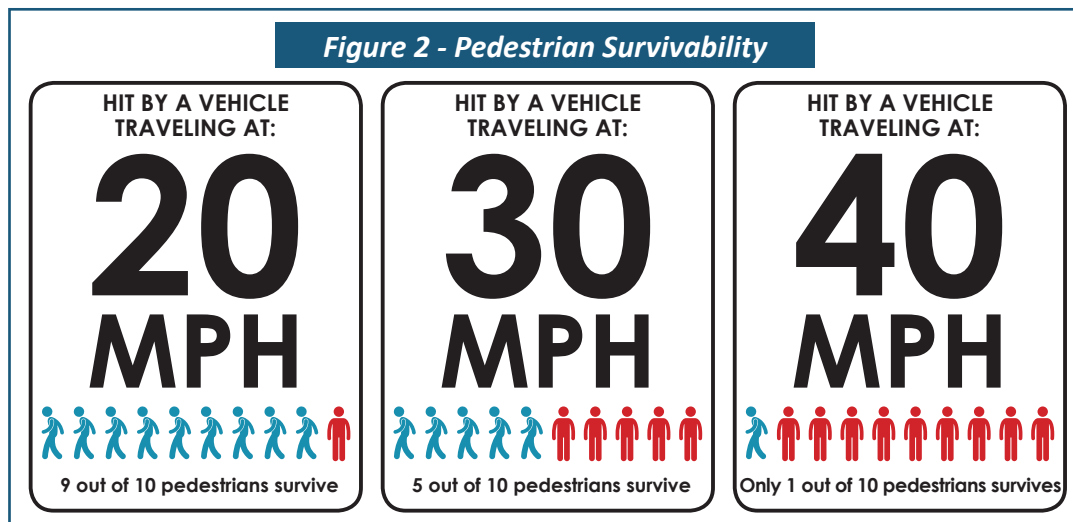 Figure 2 - Pedestrian Survivability
HIT BY A VEHICLE
TRAVELING AT:
20
MPH
9 out of 10 pedestrians survive
HIT BY A VEHICLE
TRAVELING AT:
30
MPH
5 out of 10 pedestrians survive
HIT BY A VEHICLE
TRAVELING AT:
40
MPH
Only 1 out of 10 pedestrians survives